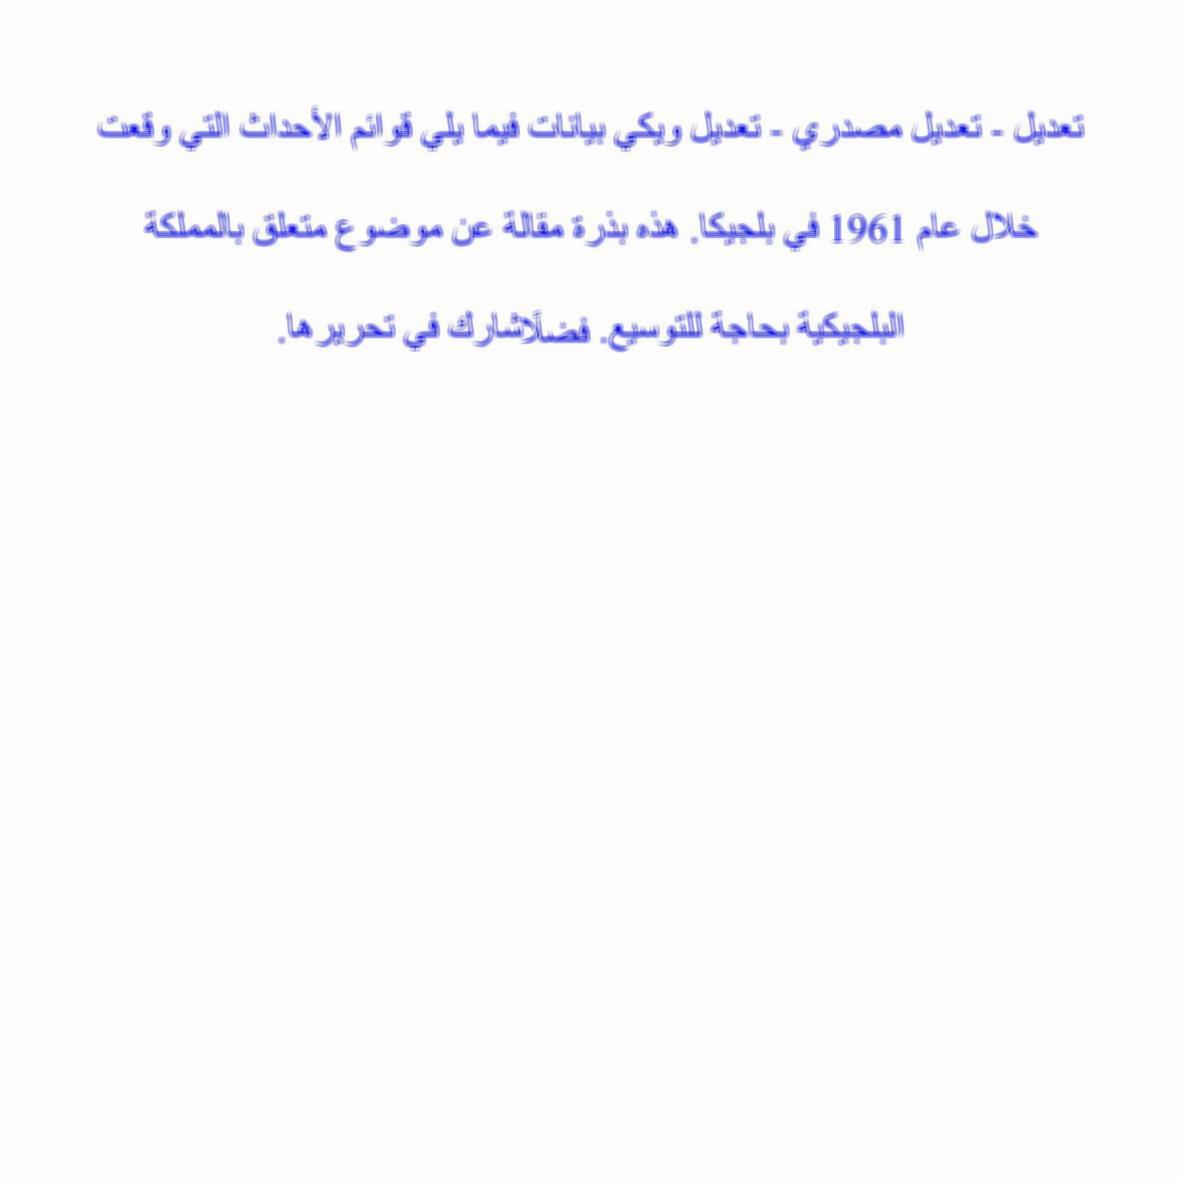 تعديل - تعديل مصدري - تعديل ويكي بيانات فيما يلي قوائم الأحداث التي وقعت
خلال عام 1961 في بلجيكا. هذه بذرة مقالة عن موضوع متعلق بالمملكة
البلجيكية بحاجة للتوسيع. فضلًاشارك في تحريرها.